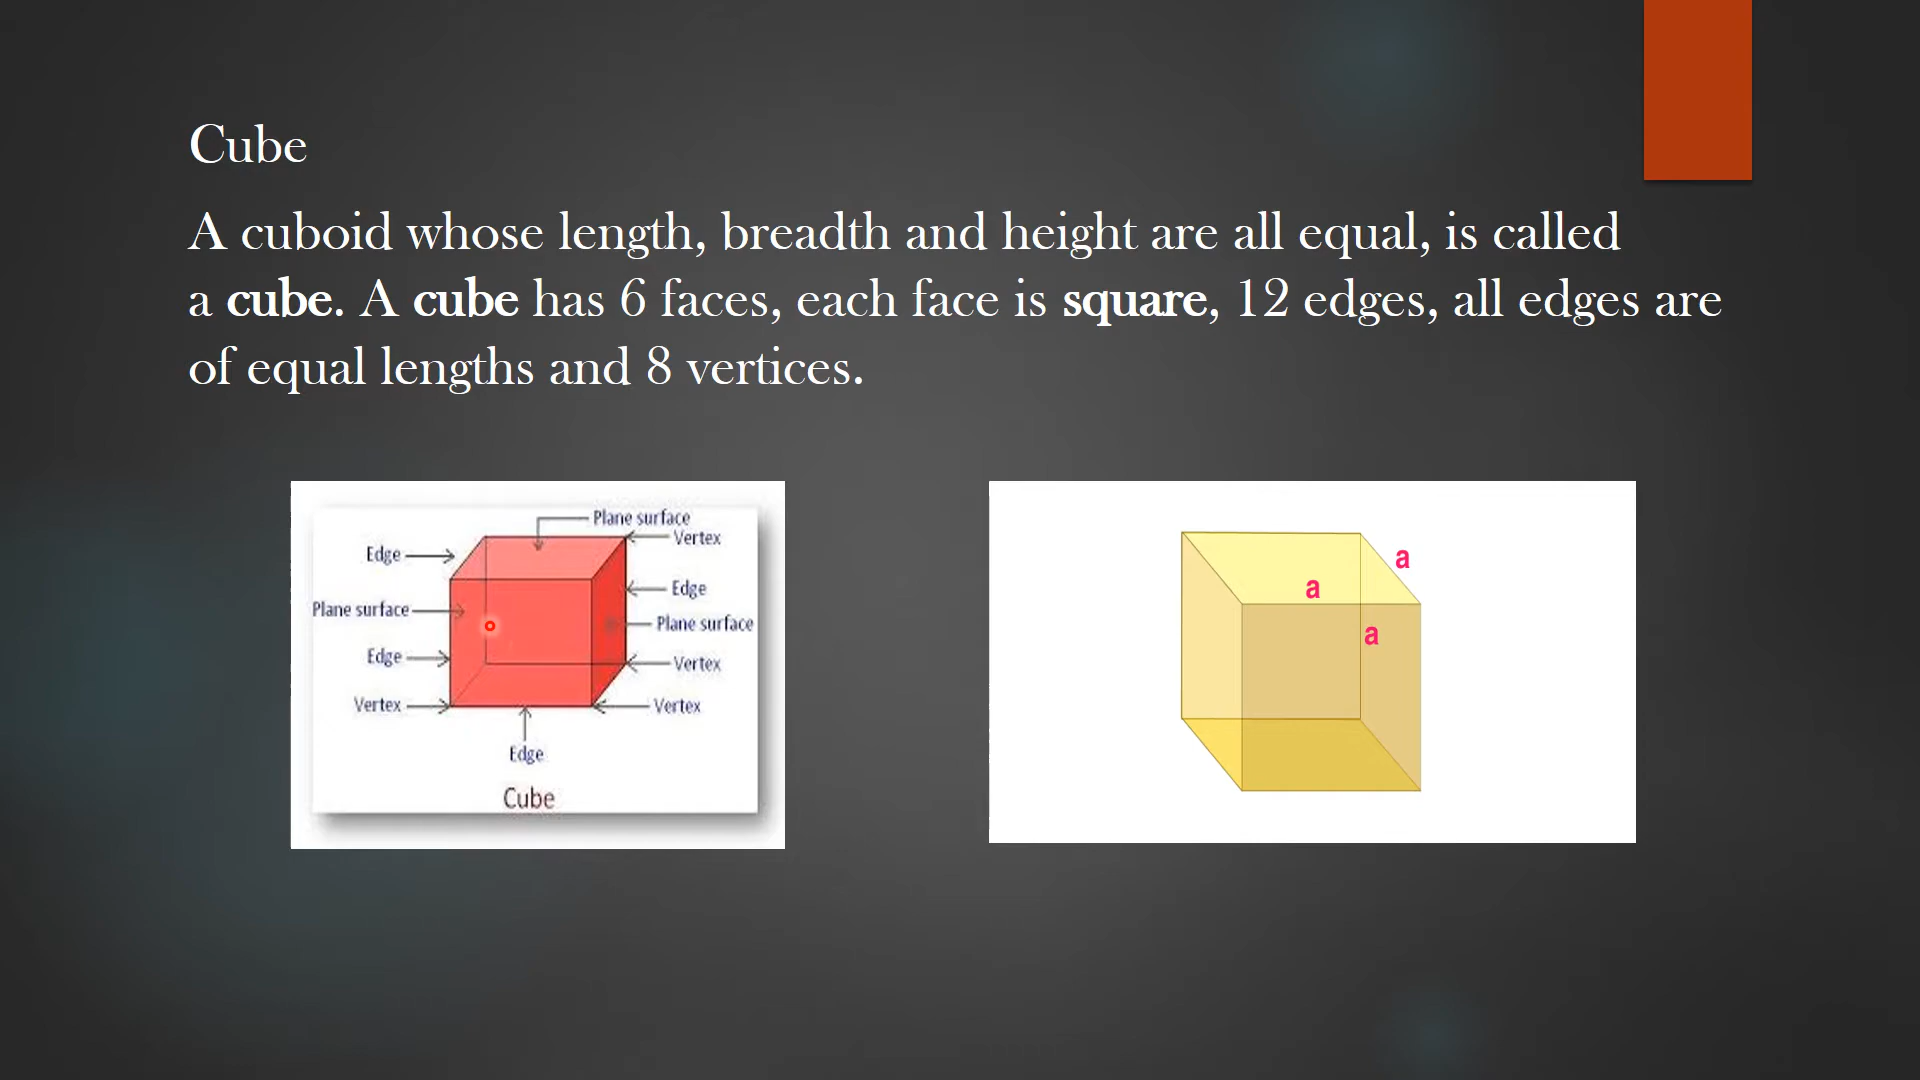 Cube
A cuboid whose length, breadth and height are all equal, is called
a cube. A cube has 6 faces, each face is square, 12 edges, all edges are
of equal lengths and 8 vertices.
Plane surface
Vertex
Edge
Edge
Plane surface
Plane surface
Edge
Vertex
Vertex
Vertex
Edge
Cube
a
a
a